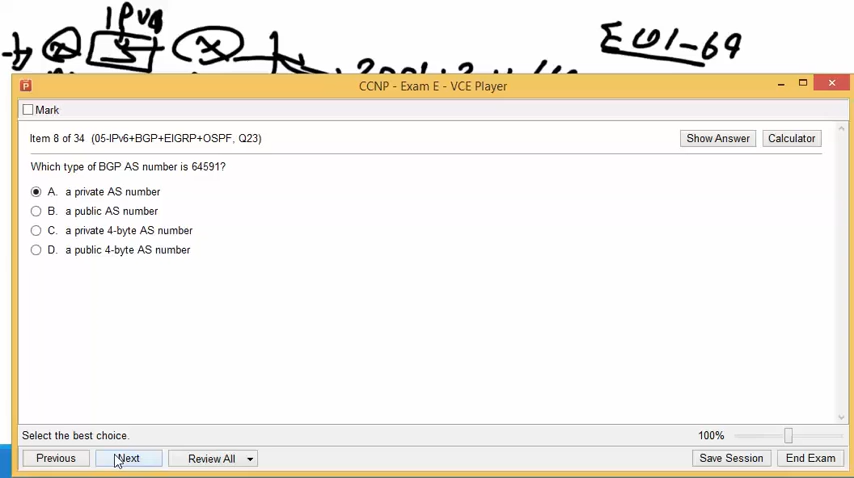 IPv4
EUI-64
CCNP - Exam E - VCE Player
Mark
Item 8 of 34 (05-IPv6+BGP+EIGRP+OSPF, Q23)
Show Answer
Calculator
Which type of BGP AS number is 64591?
A. a private AS number
B. a public AS number
C. a private 4-byte AS number
D. a public 4-byte AS number
Select the best choice.
100%
Previous
Next
Review All
Save Session
End Exam